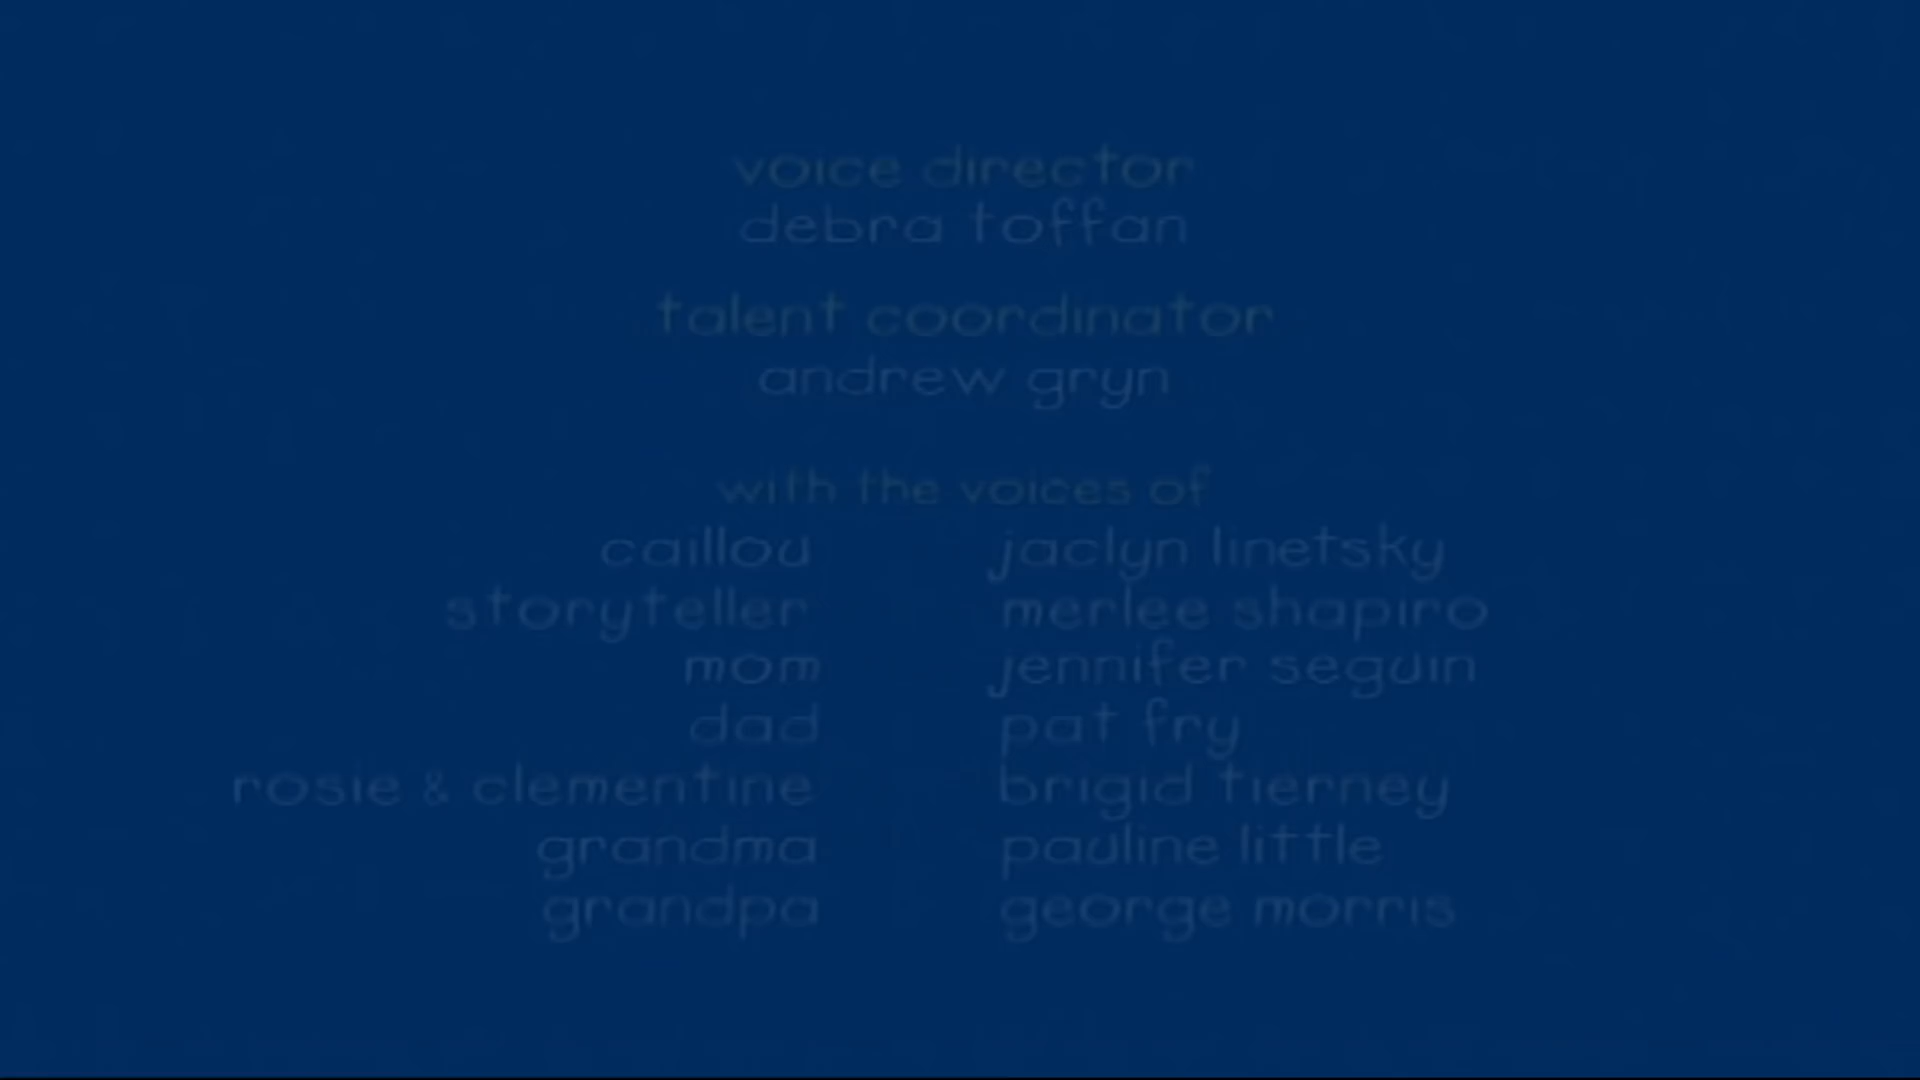 voice director
debra toffan
talent coordinator
andrew gryn
with the voices of
caillou jaclyn linetsky
storyteller merlee shapiro
mom jennifer seguin
dad pat fry
rosie & clementine brigid tierney
grandma pauline little
grandpa george morris